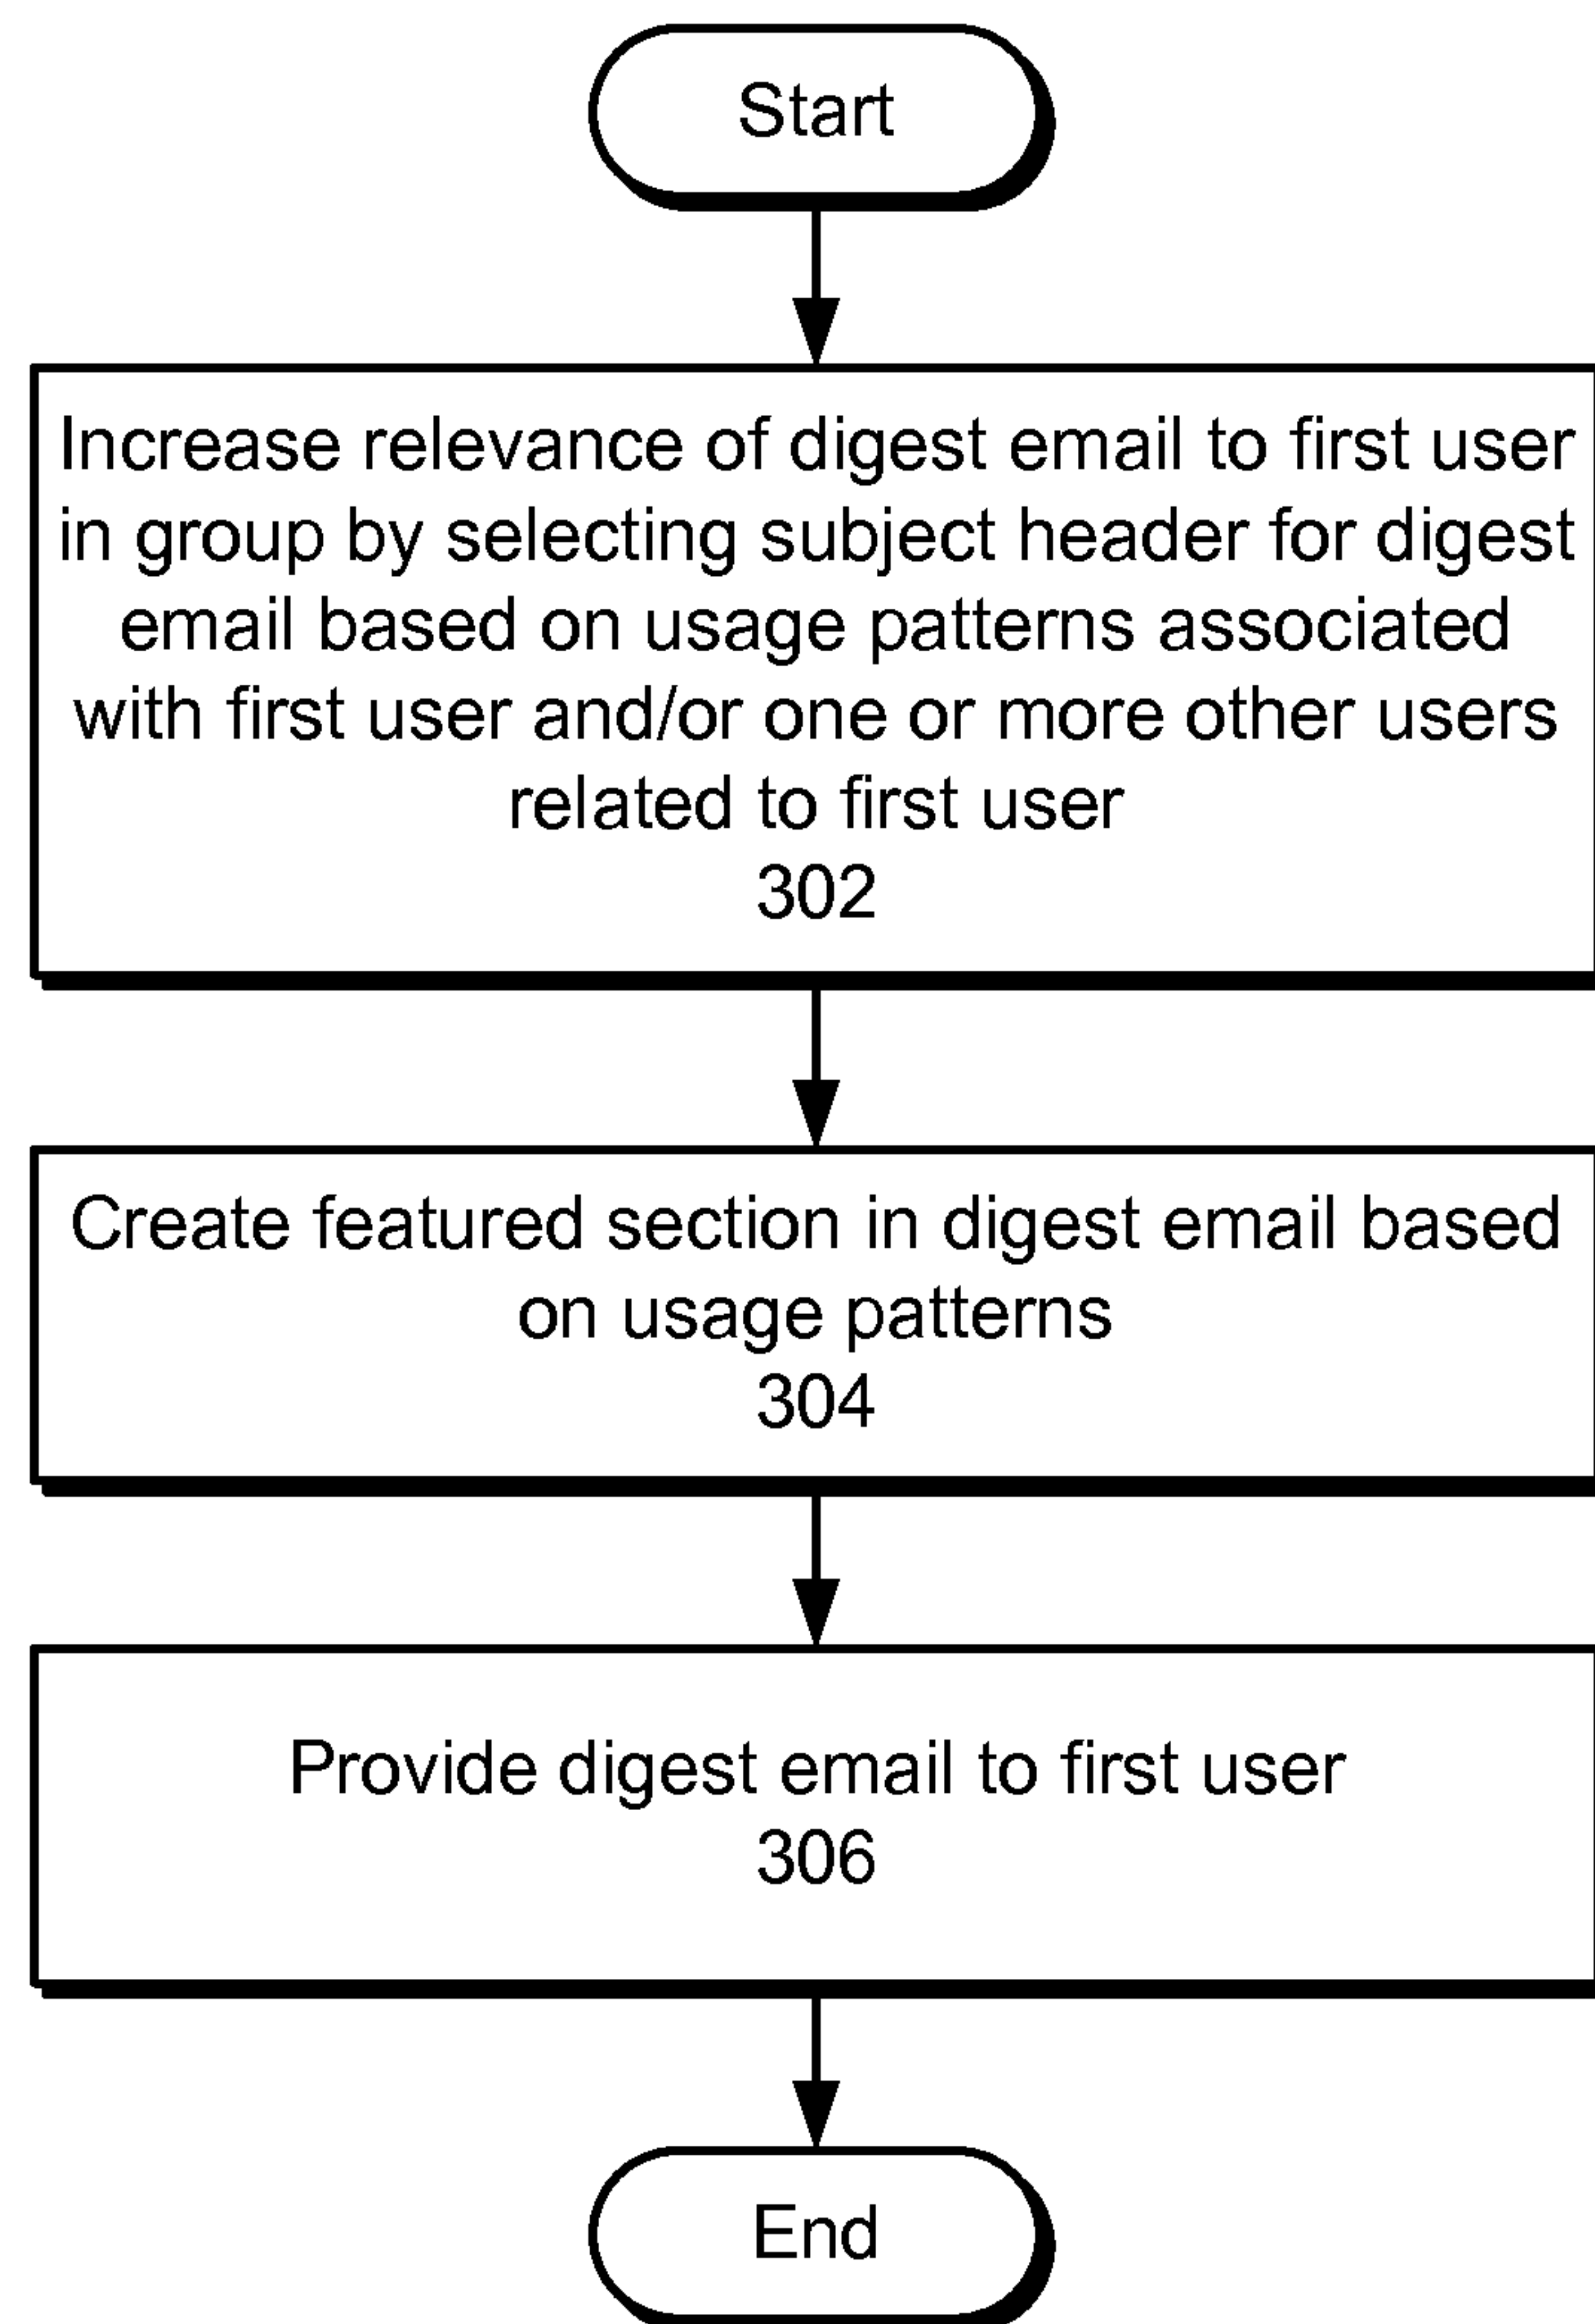 Start
Increase relevance of digest email to first user
in group by selecting subject header for digest
email based on usage patterns associated
with first user and/or one or more other users
related to first user
302
Create featured section in digest email based
on usage patterns
304
Provide digest email to first user
306
End